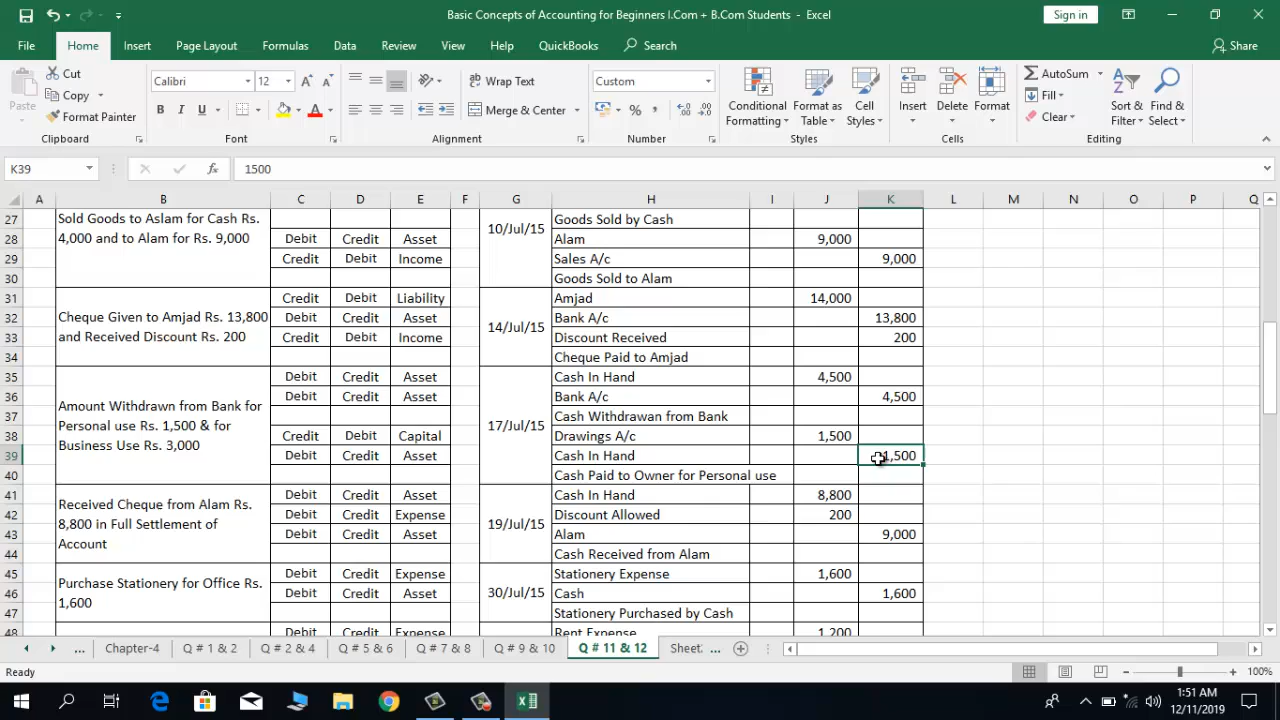 Basic Concepts of Accounting for Beginners I.Com + B.Com Students - Excel
Sign in
File Home Insert Page Layout Formulas Data Review View Help QuickBooks Search Share
Paste
Cut
Copy
Format Painter
Calibri 12
B I U
Wrap Text
Merge & Center
Custom
Conditional Formatting
Format as Table
Cell Styles
Insert
Delete
Format
AutoSum
Fill
Clear
Sort & Filter
Find & Select
Clipboard Font Alignment Number Styles Cells Editing
K39 fx 1500
A B C D E F G H I J K L M N O P Q
27 Sold Goods to Aslam for Cash Rs. 10/Jul/15 Goods Sold by Cash
28 4,000 and to Alam for Rs. 9,000 Debit Credit Asset Alam 9,000
29 Credit Debit Income Sales A/c 9,000
30 Goods Sold to Alam
31 Credit Debit Liability Amjad 14,000
32 Cheque Given to Amjad Rs. 13,800 Debit Credit Asset 14/Jul/15 Bank A/c 13,800
33 and Received Discount Rs. 200 Credit Debit Income Discount Received 200
34 Cheque Paid to Amjad
35 Debit Credit Asset Cash In Hand 4,500
36 Amount Withdrawn from Bank for Debit Credit Asset Bank A/c 4,500
37 Personal use Rs. 1,500 & for 17/Jul/15 Cash Withdrawan from Bank
38 Business Use Rs. 3,000 Credit Debit Capital Drawings A/c 1,500
39 Debit Credit Asset Cash In Hand 1,500
40 Cash Paid to Owner for Personal use
41 Received Cheque from Alam Rs. Debit Credit Asset Cash In Hand 8,800
42 8,800 in Full Settlement of Debit Credit Expense 19/Jul/15 Discount Allowed 200
43 Account Debit Credit Asset Alam 9,000
44 Cash Received from Alam
45 Purchase Stationery for Office Rs. Debit Credit Expense Stationery Expense 1,600
46 1,600 Debit Credit Asset 30/Jul/15 Cash 1,600
47 Stationery Purchased by Cash
48 Debit Credit Expense Rent Expense 1,200
... Chapter-4 Q # 1 & 2 Q # 2 & 4 Q # 5 & 6 Q # 7 & 8 Q # 9 & 10 Q # 11 & 12 Sheet ...
Ready 100%
1:51 AM
12/11/2019